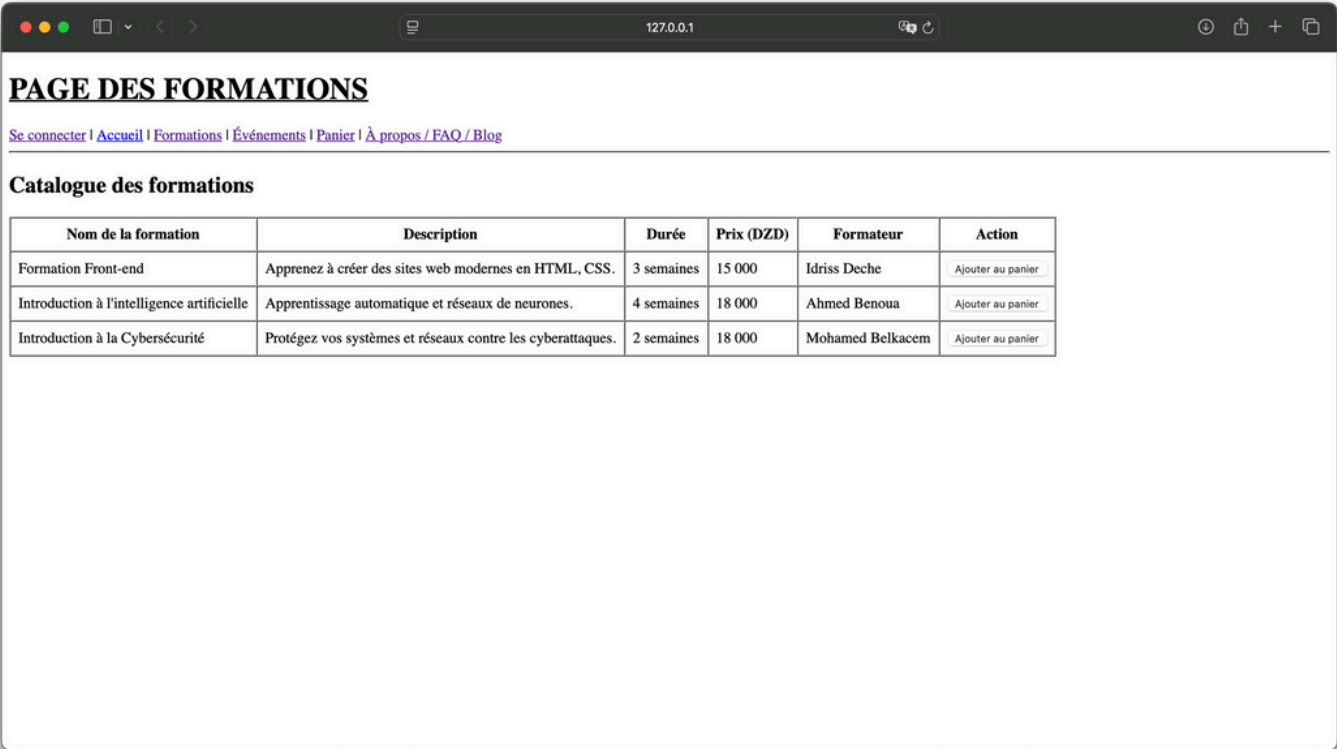 127.0.0.1
PAGE DES FORMATIONS
Se connecter | Accueil | Formations | Événements | Panier | À propos / FAQ / Blog
Catalogue des formations
Nom de la formation Description Durée Prix (DZD) Formateur Action
Formation Front-end Apprenez à créer des sites web modernes en HTML, CSS. 3 semaines 15 000 Idriss Deche Ajouter au panier
Introduction à l'intelligence artificielle Apprentissage automatique et réseaux de neurones. 4 semaines 18 000 Ahmed Benoua Ajouter au panier
Introduction à la Cybersécurité Protégez vos systèmes et réseaux contre les cyberattaques. 2 semaines 18 000 Mohamed Belkacem Ajouter au panier